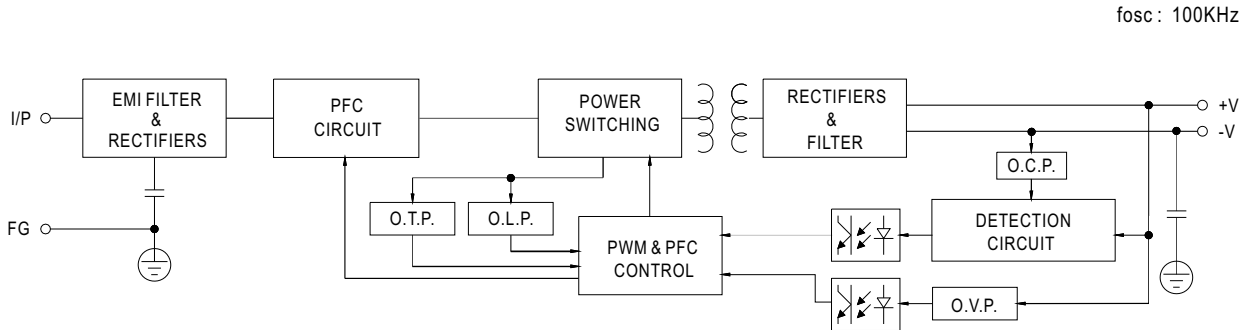 fosc : 100KHz
I/P
EMI FILTER
&
RECTIFIERS
PFC
CIRCUIT
POWER
SWITCHING
RECTIFIERS
&
FILTER
+V
-V
O.C.P.
FG
O.T.P.
O.L.P.
PWM & PFC
CONTROL
DETECTION
CIRCUIT
O.V.P.